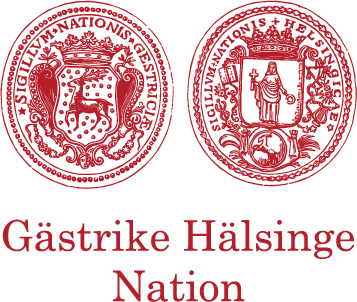 SIGILLVM·NATIONIS·GESTRICIÆ
SIGILLVM·NATIONIS·HELSINGICÆ
Gästrike Hälsinge
Nation